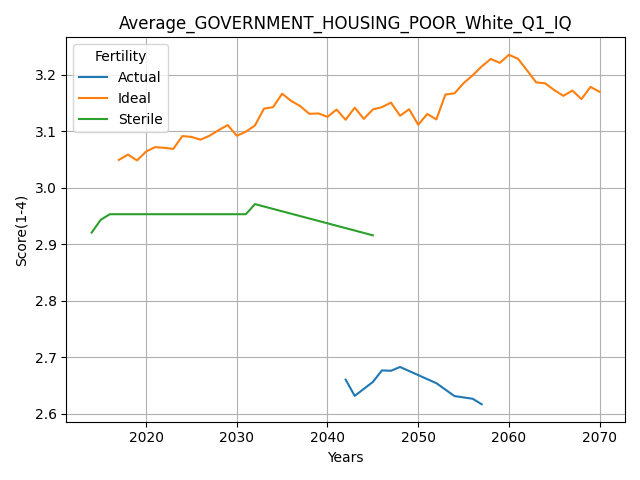 Average_GOVERNMENT_HOUSING_POOR_White_Q1_IQ
Fertility
Actual
Ideal
Sterile
Score(1-4)
3.2
3.1
3.0
2.9
2.8
2.7
2.6
2020 2030 2040 2050 2060 2070
Years